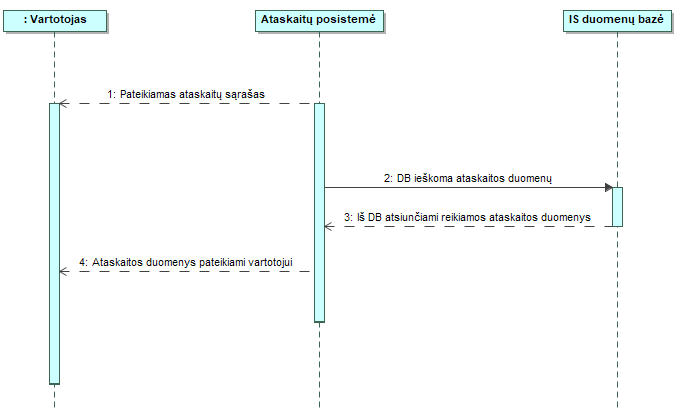 : Vartotojas
Ataskaitų posistemė
IS duomenų bazė
1: Pateikiamas ataskaitų sąrašas
2: DB ieškoma ataskaitos duomenų
3: Iš DB atsiunčiami reikiamos ataskaitos duomenys
4: Ataskaitos duomenys pateikiami vartotojui